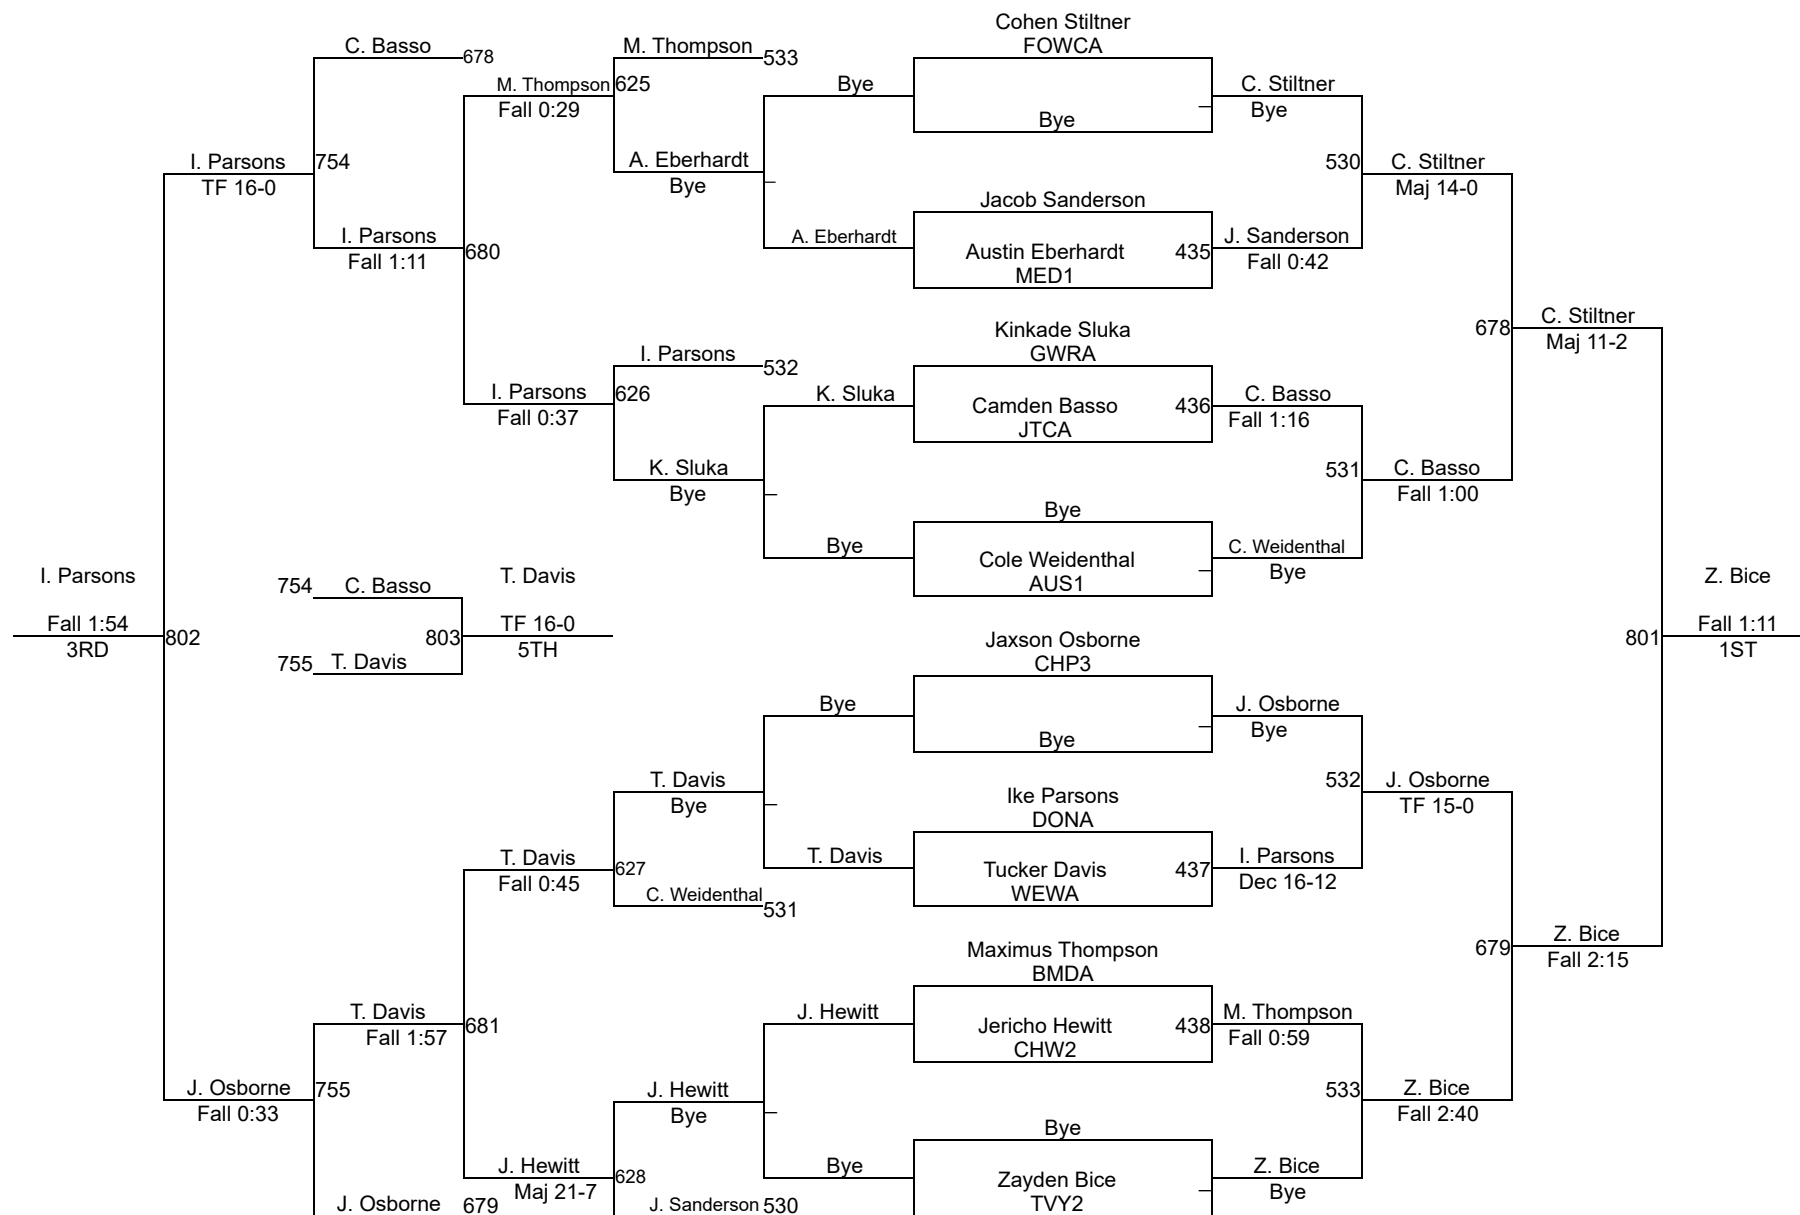 Cohen Stiltner
FOWCA
C. Basso
678
M. Thompson
533
M. Thompson
625
Fall 0:29
Bye
Bye
C. Stiltner
Bye
I. Parsons
754
TF 16-0
A. Eberhardt
Bye
530
C. Stiltner
Maj 14-0
Jacob Sanderson
I. Parsons
680
Fall 1:11
A. Eberhardt
Austin Eberhardt
435
MED1
J. Sanderson
Fall 0:42
Kinkade Sluka
GWRA
678
C. Stiltner
Maj 11-2
I. Parsons
532
I. Parsons
626
Fall 0:37
K. Sluka
Camden Basso
436
JTCA
C. Basso
Fall 1:16
K. Sluka
Bye
531
C. Basso
Fall 1:00
Bye
Bye
Cole Weidenthal
AUS1
C. Weidenthal
Bye
I. Parsons
754
C. Basso
T. Davis
Z. Bice
Fall 1:54
802
3RD
755
T. Davis
803
TF 16-0
5TH
801
Fall 1:11
1ST
Jaxson Osborne
CHP3
Bye
Bye
J. Osborne
Bye
T. Davis
Bye
532
J. Osborne
TF 15-0
Ike Parsons
DONA
T. Davis
627
Fall 0:45
C. Weidenthal
531
T. Davis
Tucker Davis
437
WEWA
I. Parsons
Dec 16-12
Maximus Thompson
BMDA
679
Z. Bice
Fall 2:15
T. Davis
681
Fall 1:57
J. Hewitt
Jericho Hewitt
438
CHW2
M. Thompson
Fall 0:59
J. Osborne
755
Fall 0:33
J. Hewitt
Bye
533
Z. Bice
Fall 2:40
Bye
J. Hewitt
628
Maj 21-7
Bye
Zayden Bice
TVY2
Z. Bice
Bye
J. Osborne
679
J. Sanderson
530